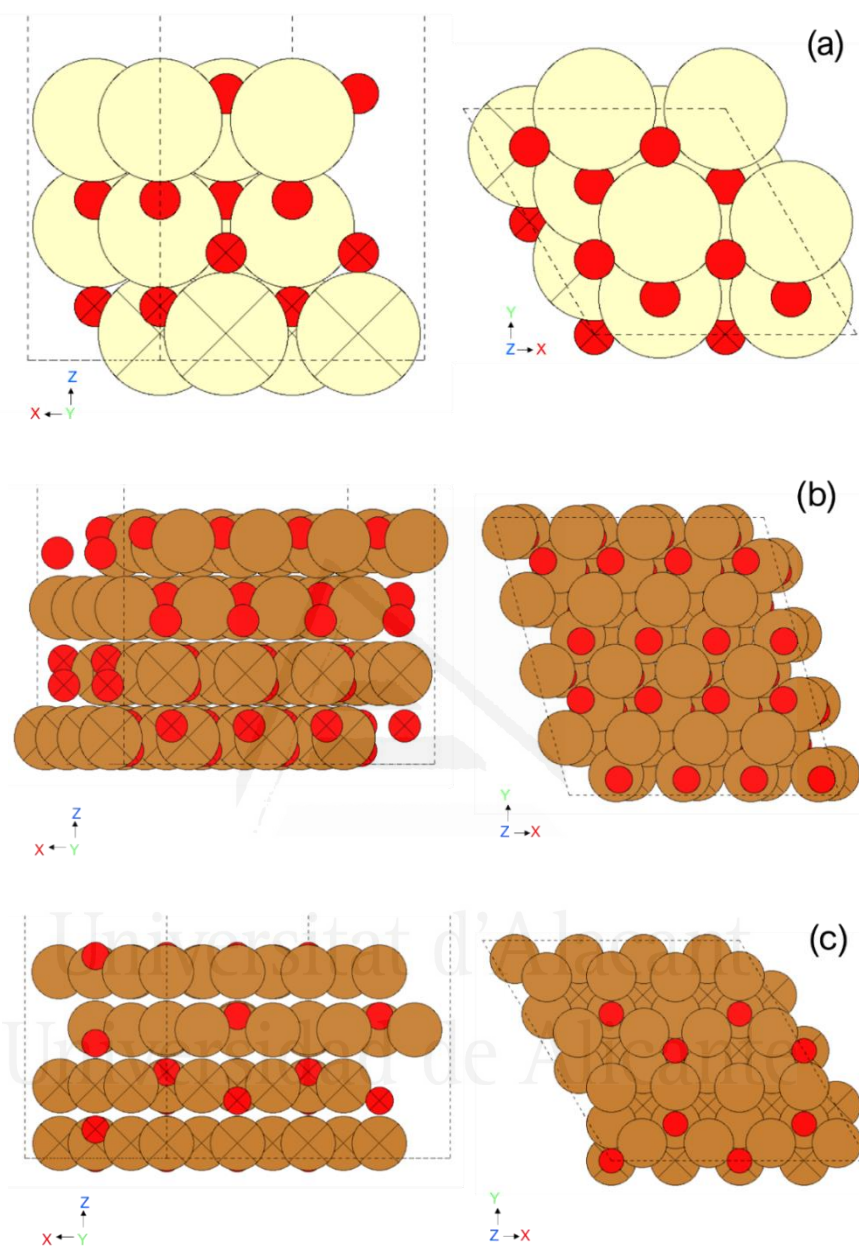 (a)
Z
X Y
Y
Z X
(b)
Z
X Y
Y
Z X
(c)
Universitat d'Alacant
Universidad de Alicante
Z
X Y
Y
Z X